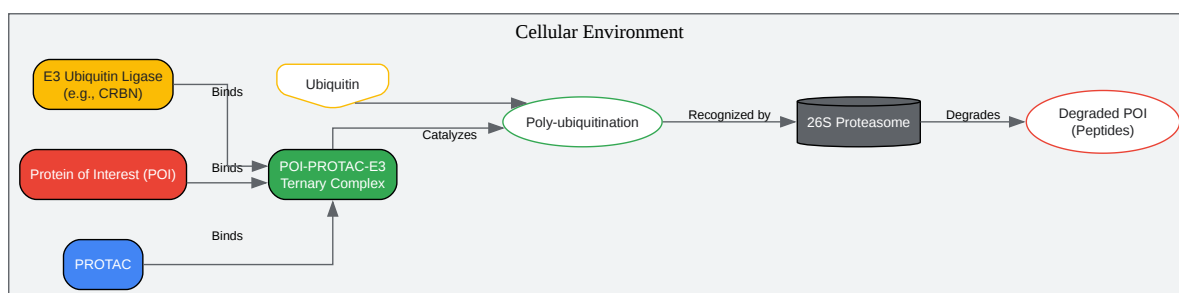 Cellular Environment
E3 Ubiquitin Ligase
(e.g., CRBN)
Binds
Ubiquitin
Poly-ubiquitination
Recognized by
26S Proteasome
Degrades
Degraded POI
(Peptides)
Catalyzes
Protein of Interest (POI)
Binds
POI-PROTAC-E3
Ternary Complex
Binds
PROTAC